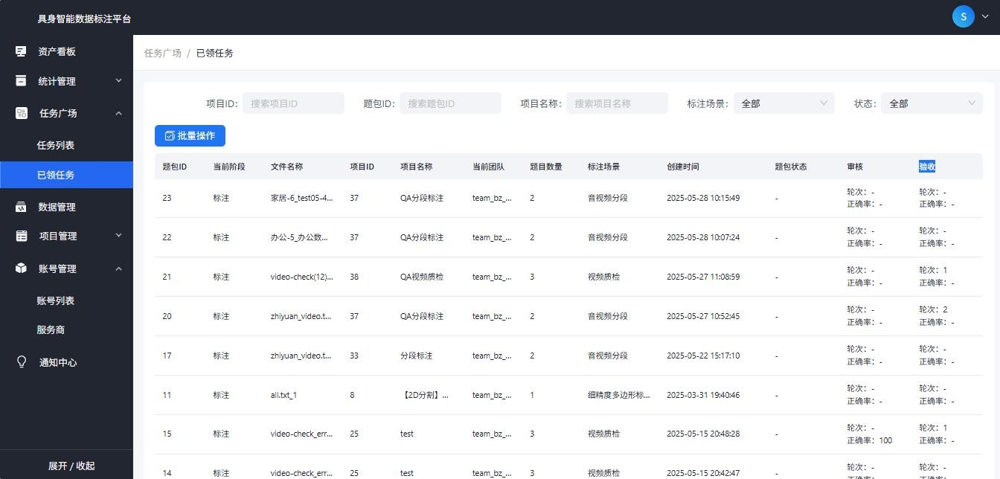 具身智能数据标注平台
S
资产看板
统计管理
任务广场
任务列表
已领任务
数据管理
项目管理
账号管理
账号列表
服务商
通知中心
展开 / 收起
任务广场 / 已领任务
项目ID： 搜索项目ID 题包ID： 搜索题包ID 项目名称： 搜索项目名称 标注场景： 全部 状态： 全部
批量操作
题包ID 当前阶段 文件名称 项目ID 项目名称 当前团队 题目数量 标注场景 创建时间 题包状态 审核 验收
23 标注 家居-6_test05-4... 37 QA分段标注 team_bz_... 2 音视频分段 2025-05-28 10:15:49 - 轮次：- 轮次：-
正确率：- 正确率：-
22 标注 办公-5_办公数... 37 QA分段标注 team_bz_... 2 音视频分段 2025-05-28 10:07:24 - 轮次：- 轮次：-
正确率：- 正确率：-
21 标注 video-check(12)... 38 QA视频质检 team_bz_... 3 视频质检 2025-05-27 11:08:59 - 轮次：- 轮次：1
正确率：- 正确率：-
20 标注 zhiyuan_video.t... 37 QA分段标注 team_bz_... 2 音视频分段 2025-05-27 10:52:45 - 轮次：- 轮次：2
正确率：- 正确率：-
17 标注 zhiyuan_video.t... 33 分段标注 team_bz_... 2 音视频分段 2025-05-22 15:17:10 - 轮次：- 轮次：-
正确率：- 正确率：-
11 标注 all.txt_1 8 【2D分割】... team_bz_... 1 细精度多边形标... 2025-03-31 19:40:46 - 轮次：- 轮次：-
正确率：- 正确率：-
15 标注 video-check_err... 25 test team_bz_... 3 视频质检 2025-05-15 20:48:28 - 轮次：- 轮次：1
正确率：100 正确率：-
14 标注 video-check_err... 25 test team_bz_... 3 视频质检 2025-05-15 20:42:47 - 轮次：- 轮次：-